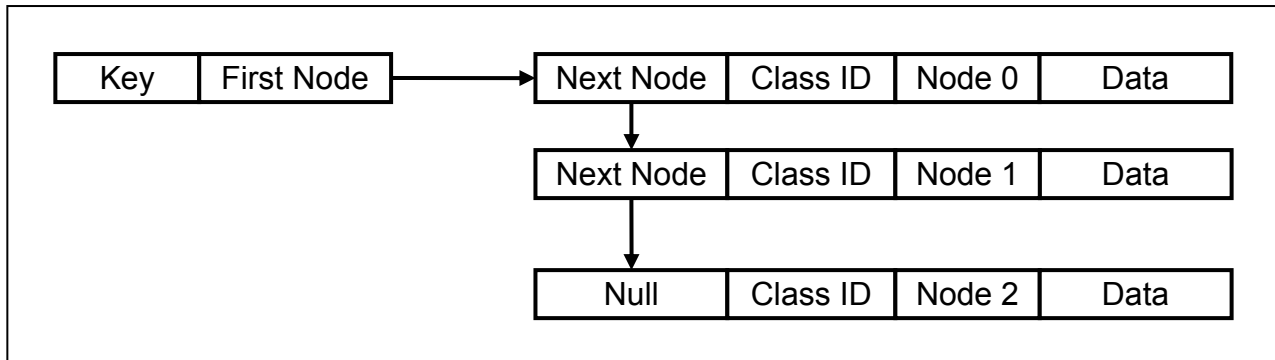 Key First Node Next Node Class ID Node 0 Data
Next Node Class ID Node 1 Data
Null Class ID Node 2 Data